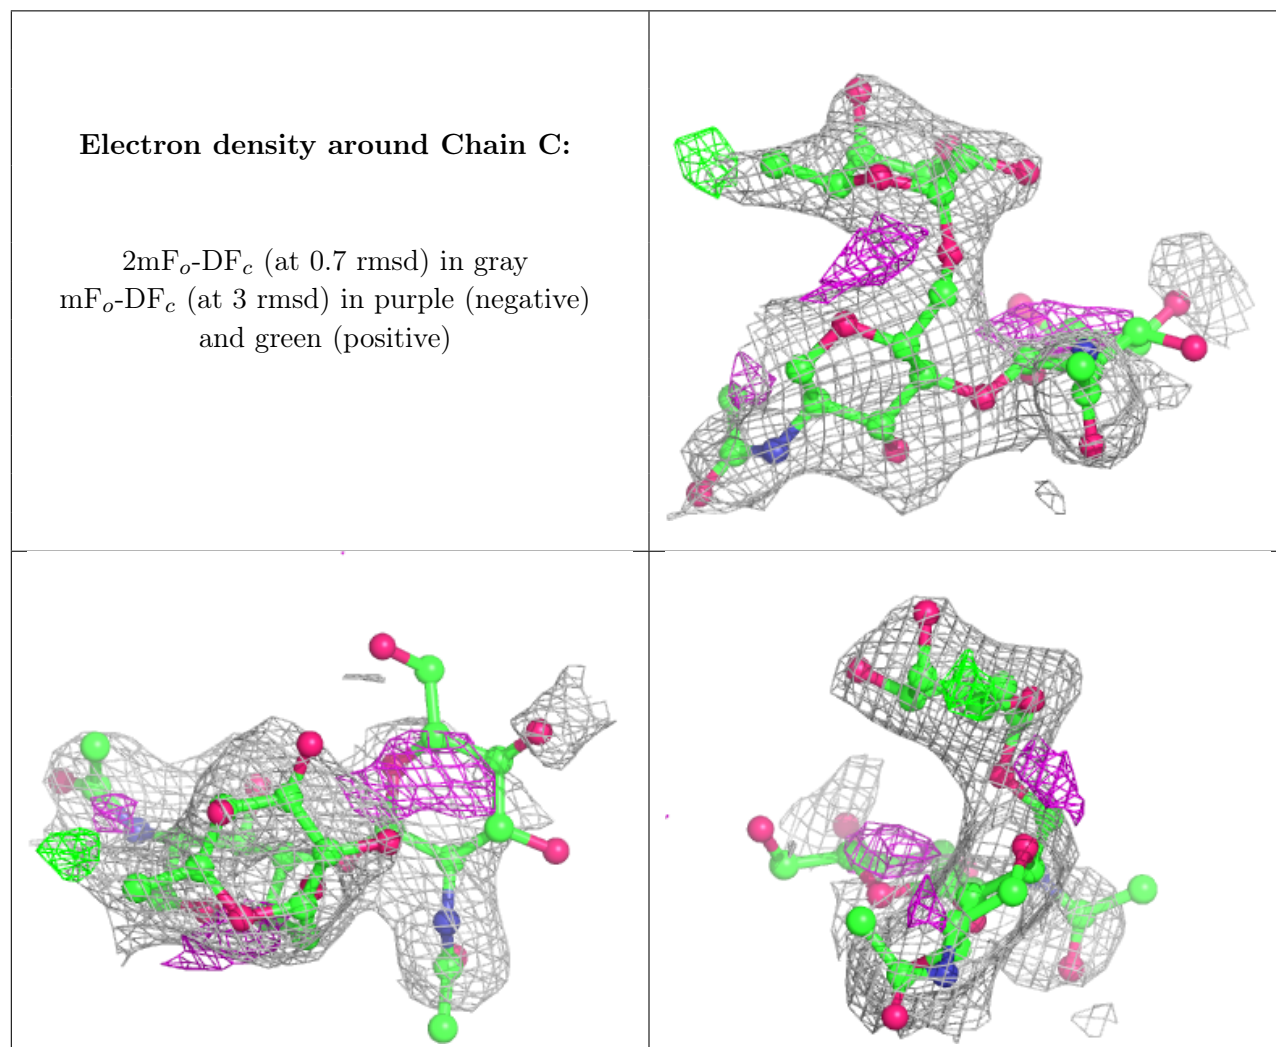 Electron density around Chain C:
2mFo-DFc (at 0.7 rmsd) in gray
mFo-DFc (at 3 rmsd) in purple (negative)
and green (positive)